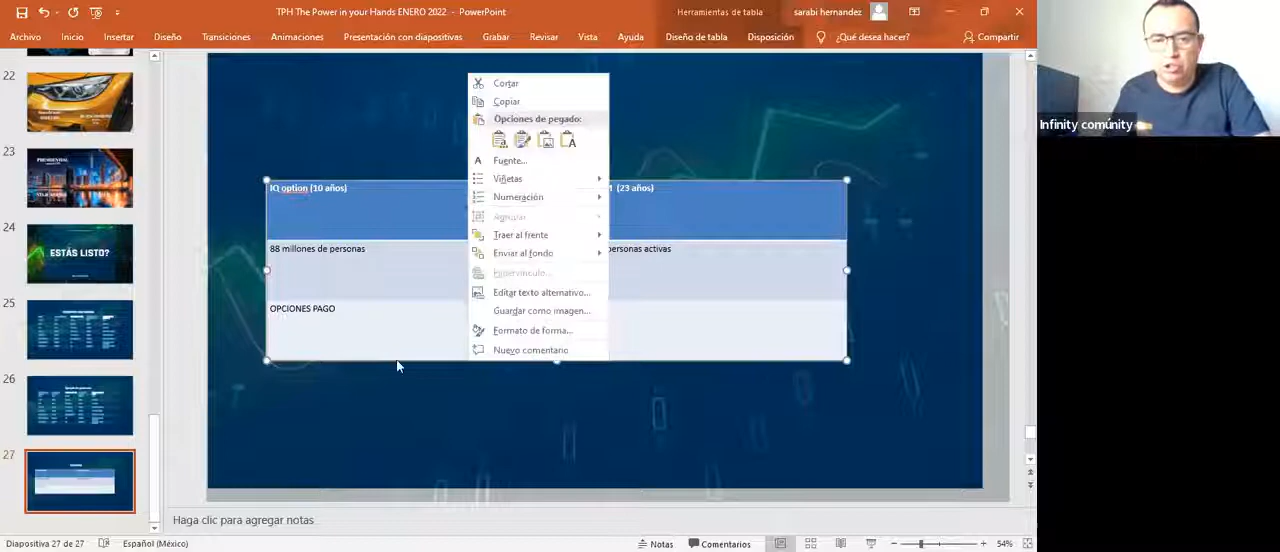 TPH The Power in your Hands ENERO 2022 - PowerPoint
Herramientas de tabla
sarabi hernandez
Archivo Inicio Insertar Diseño Transiciones Animaciones Presentación con diapositivas Grabar Revisar Vista Ayuda Diseño de tabla Disposición ¿Qué desea hacer? Compartir
Infinity comúnity
22
23
PRESIDENTIAL
24
ESTÁS LISTO?
25
26
27
Cortar
Copiar
Opciones de pegado:
Fuente...
Viñetas
Numeración
Agrupar
Traer al frente
Enviar al fondo
Hipervínculo...
Editar texto alternativo...
Guardar como imagen...
Formato de forma...
Nuevo comentario
IQ option (10 años)
(23 años)
88 millones de personas
personas activas
OPCIONES PAGO
Haga clic para agregar notas
Diapositiva 27 de 27 Español (México) Notas Comentarios 54%